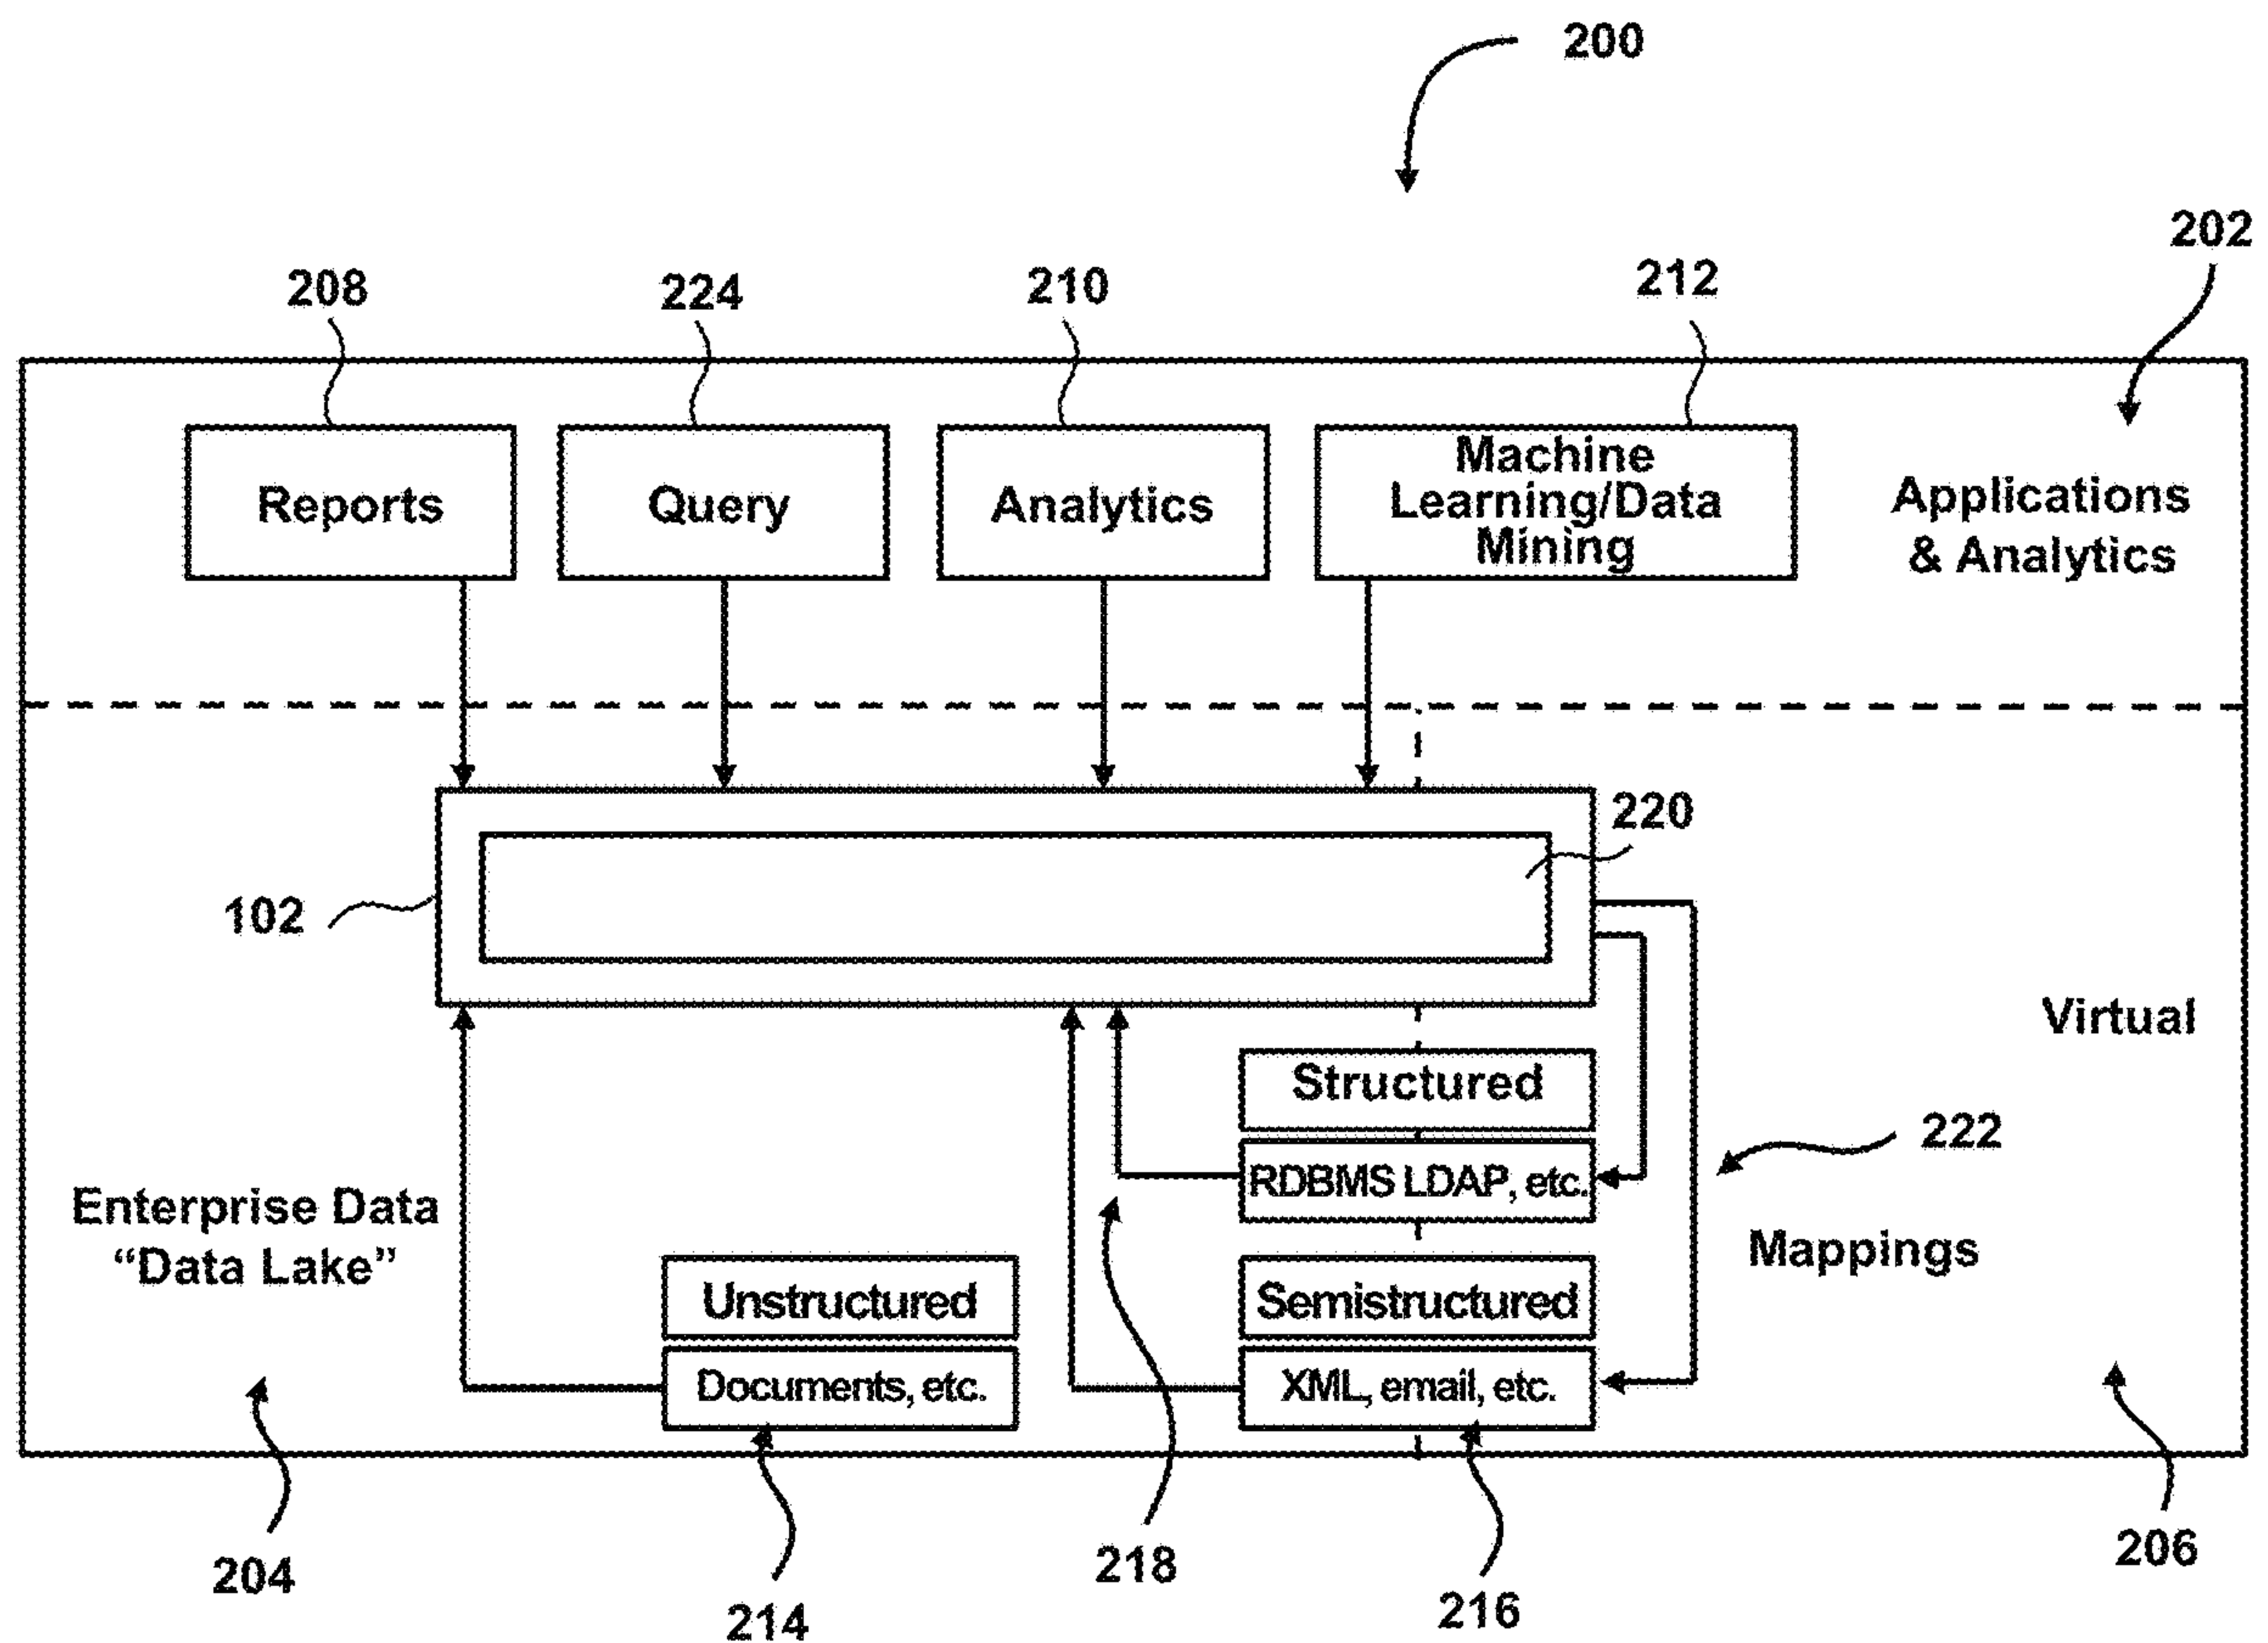 200
202
208
224
210
212
Reports
Query
Analytics
Machine
Learning/Data
Mining
Applications
& Analytics
220
102
Virtual
Structured
RDBMS LDAP, etc.
222
Enterprise Data
“Data Lake”
Mappings
Unstructured
Semistructured
Documents, etc.
XML, email, etc.
204
214
218
216
206